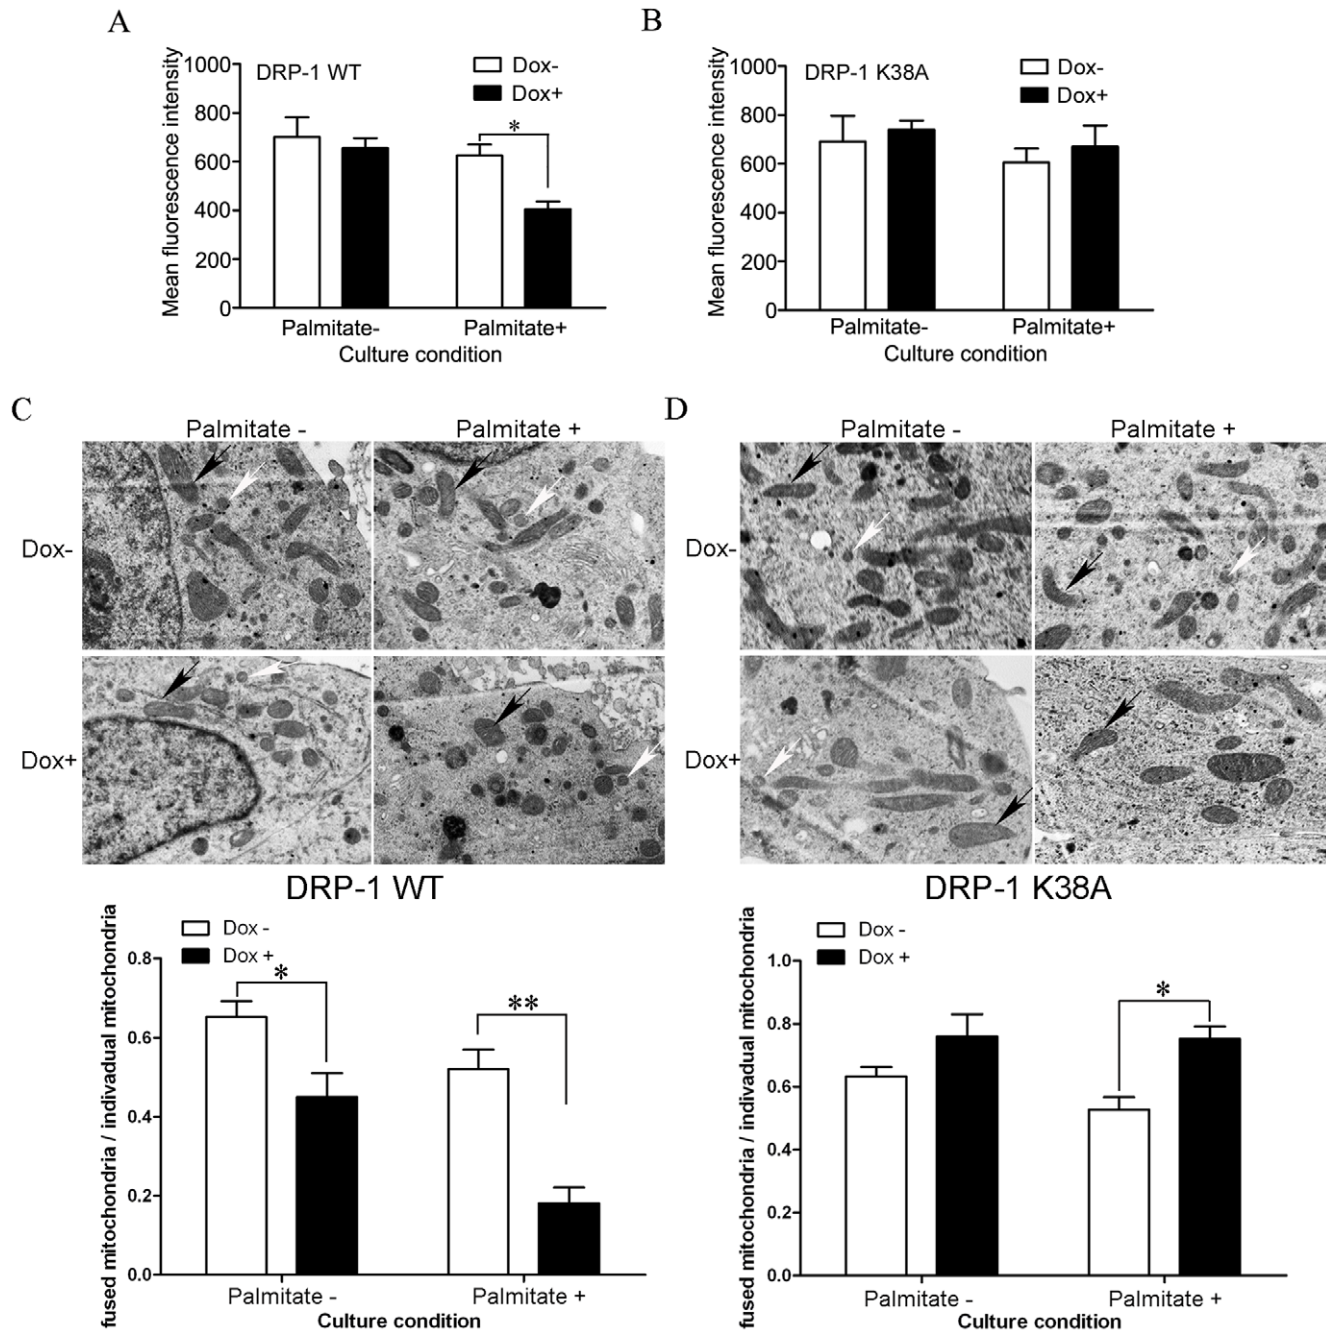 A
Mean fluorescence intensity
1000
800
600
400
200
0
DRP-1 WT
Dox-
Dox+
*
Palmitate-
Palmitate+
Culture condition
B
Mean fluorescence intensity
1000
800
600
400
200
0
DRP-1 K38A
Dox-
Dox+
Palmitate-
Palmitate+
Culture condition
C
Palmitate -
Palmitate +
Dox-
Dox+
DRP-1 WT
fused mitochondria / indivadual mitochondria
0.8
0.6
0.4
0.2
0.0
Dox -
Dox +
*
**
Palmitate -
Palmitate +
Culture condition
D
Palmitate -
Palmitate +
Dox-
Dox+
DRP-1 K38A
fused mitochondria / indivadual mitochondria
1.0
0.8
0.6
0.4
0.2
0.0
Dox -
Dox +
*
Palmitate -
Palmitate +
Culture condition